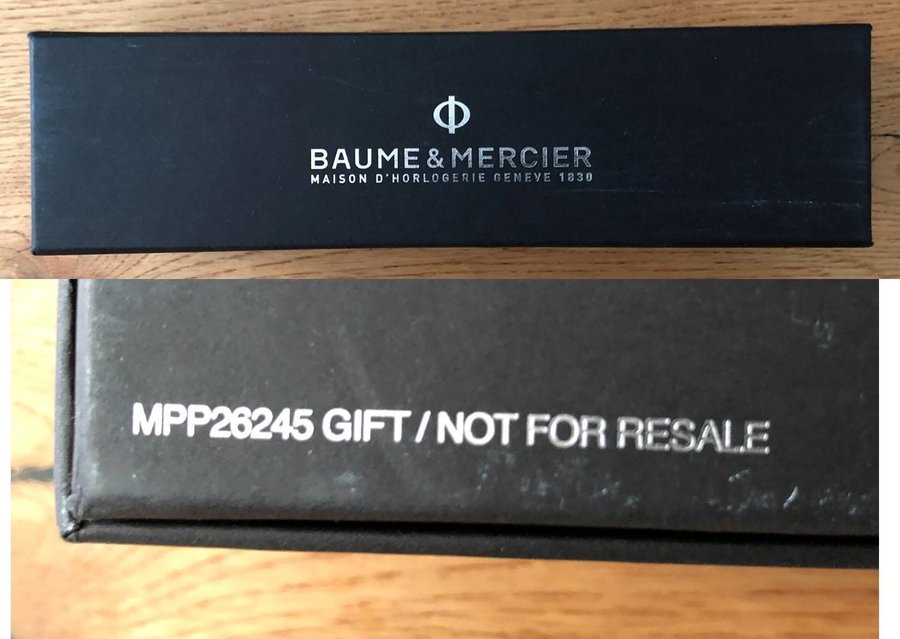 BAUME & MERCIER
MAISON D'HORLOGERIE GENEVE 1830
MPP26245 GIFT / NOT FOR RESALE